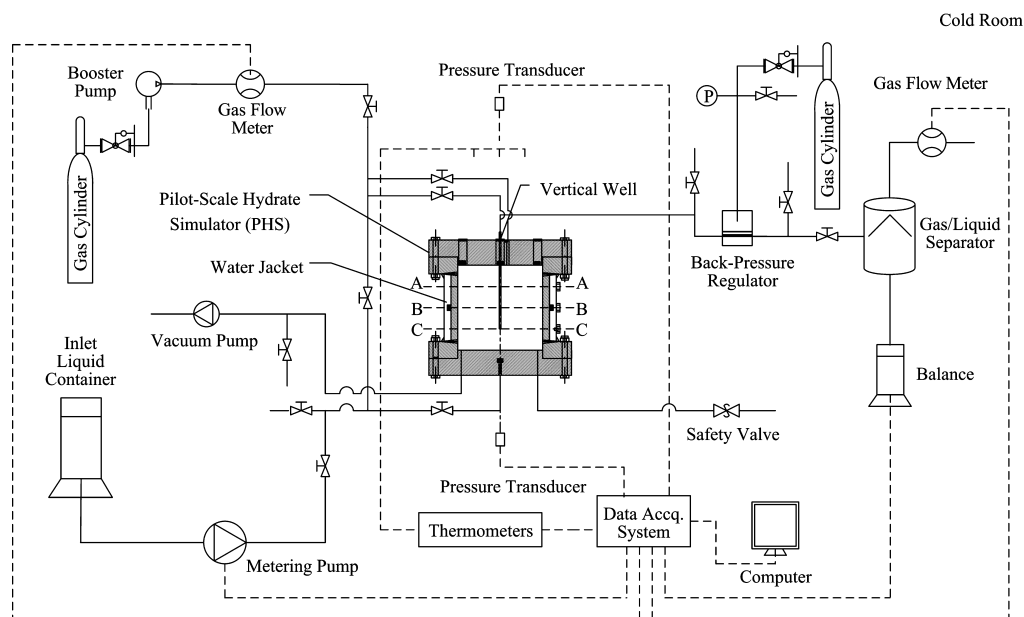 Cold Room
Booster
Pump
Pressure Transducer
Gas Flow Meter
Gas Flow
Meter
P
Gas Cylinder
Gas Cylinder
Pilot-Scale Hydrate
Simulator (PHS)
Vertical Well
Gas/Liquid
Separator
Water Jacket
Back-Pressure
Regulator
A A
B B
C C
Vacuum Pump
Inlet
Liquid
Container
Balance
Safety Valve
Pressure Transducer
Data Accq.
System
Thermometers
Metering Pump
Computer